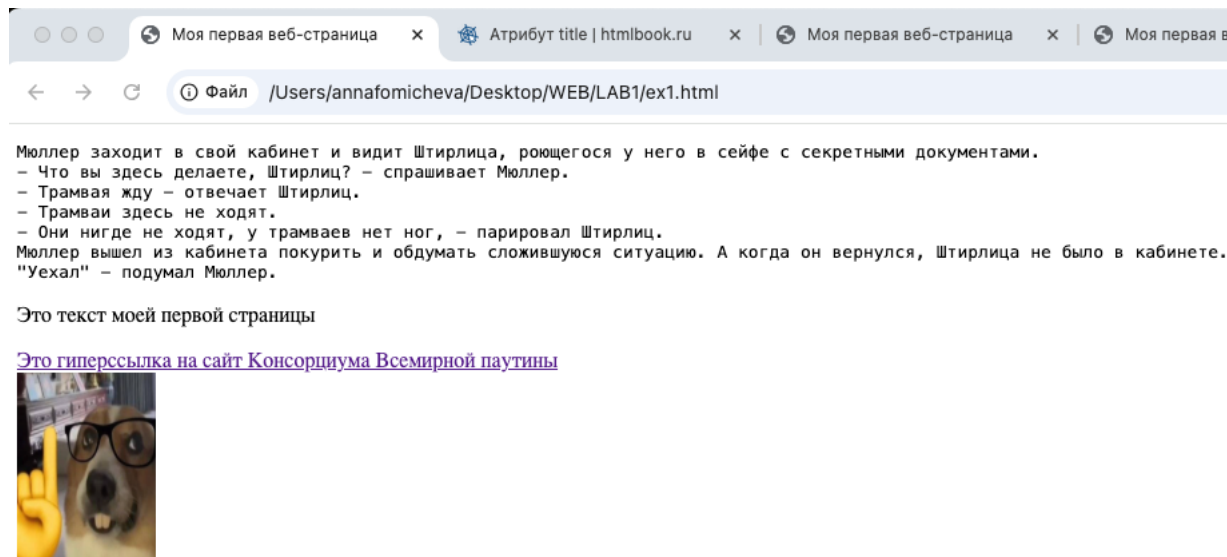 Моя первая веб-страница
Атрибут title | htmlbook.ru
Моя первая веб-страница
Моя первая в
Файл /Users/annafomicheva/Desktop/WEB/LAB1/ex1.html
Мюллер заходит в свой кабинет и видит Штирлица, роющегося у него в сейфе с секретными документами.
– Что вы здесь делаете, Штирлиц? – спрашивает Мюллер.
– Трамвая жду – отвечает Штирлиц.
– Трамваи здесь не ходят.
– Они нигде не ходят, у трамваев нет ног, – парировал Штирлиц.
Мюллер вышел из кабинета покурить и обдумать сложившуюся ситуацию. А когда он вернулся, Штирлица не было в кабинете.
"Уехал" – подумал Мюллер.
Это текст моей первой страницы
Это гиперссылка на сайт Консорциума Всемирной паутины